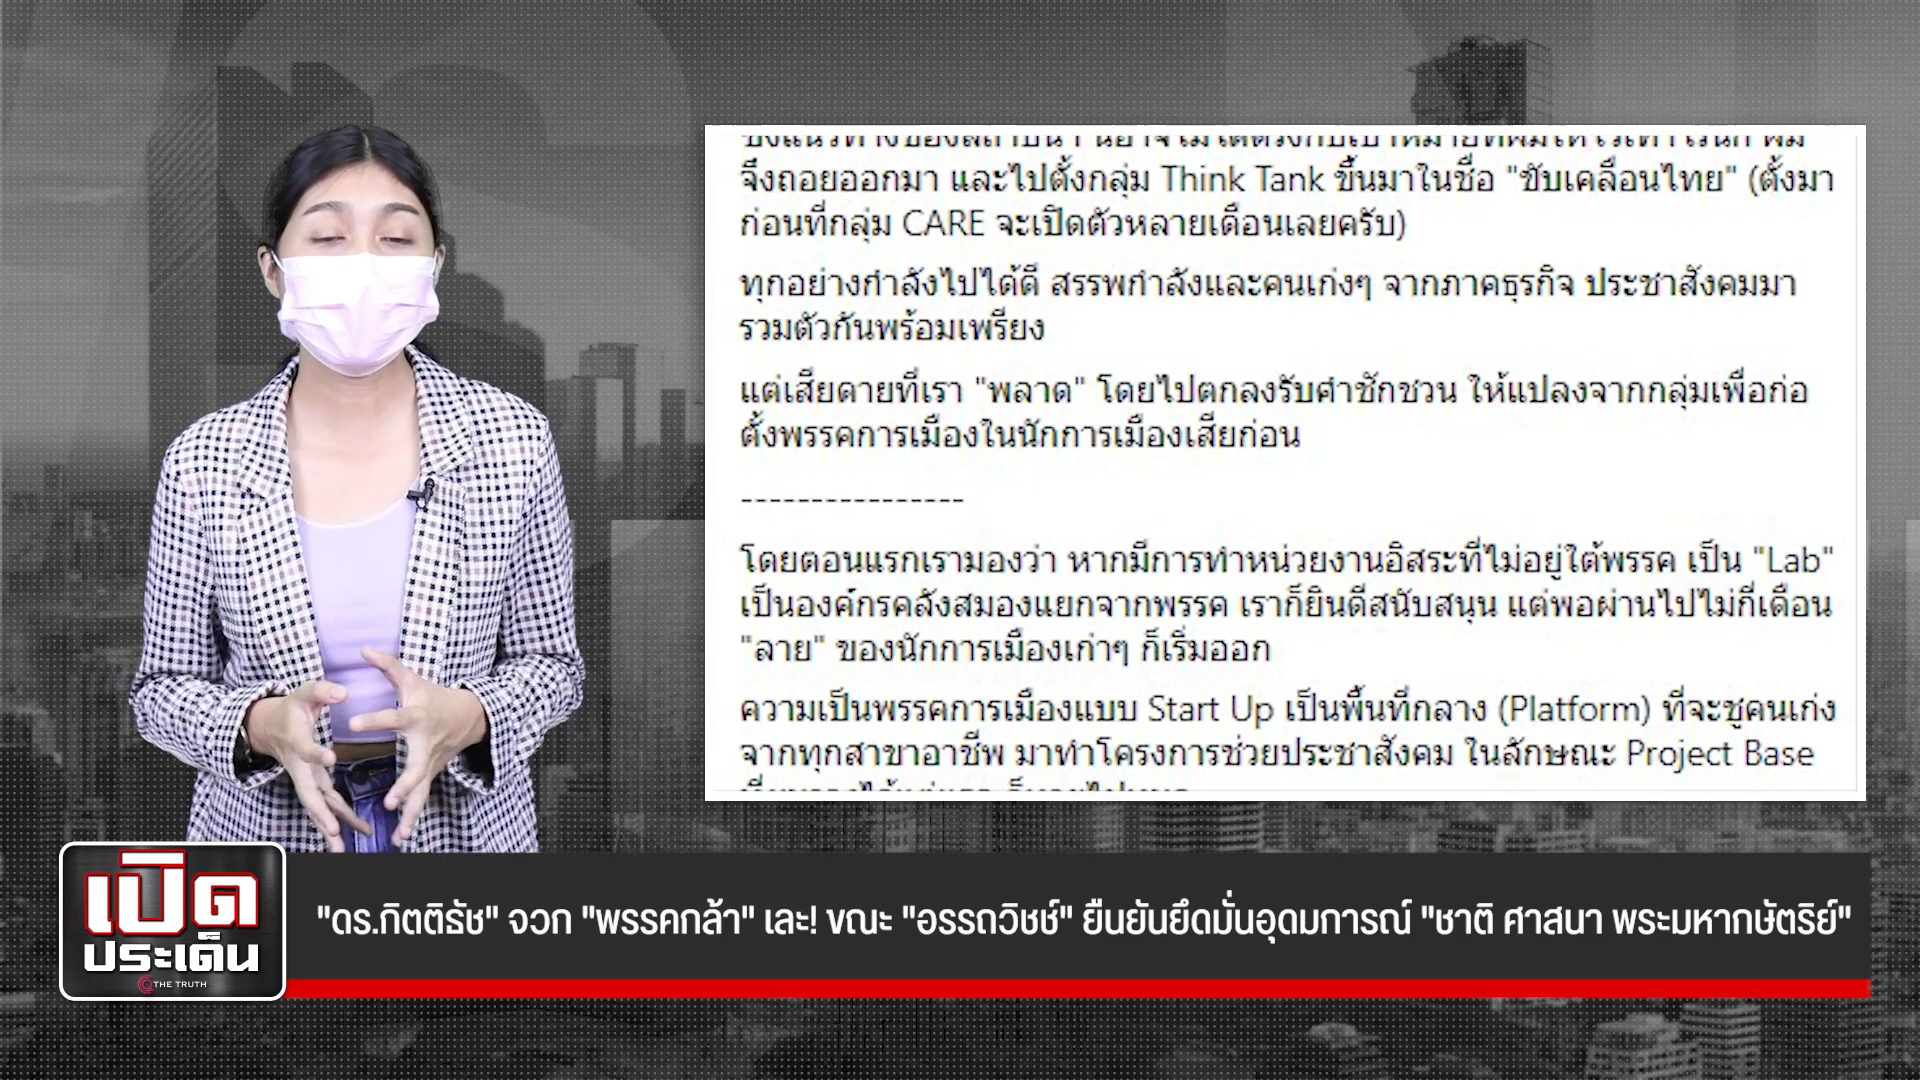 จึงถอยออกมา และไปตั้งกลุ่ม Think Tank ขึ้นมาในชื่อ "ขับเคลื่อนไทย" (ตั้งมา
ก่อนที่กลุ่ม CARE จะเปิดตัวหลายเดือนเลยครับ)
ทุกอย่างกำลังไปได้ดี สรรพกำลังและคนเก่งๆ จากภาคธุรกิจ ประชาสังคมมา
รวมตัวกันพร้อมเพรียง
แต่เสียดายที่เรา "พลาด" โดยไปตกลงรับคำชักชวน ให้แปลงจากกลุ่มเพื่อก่อ
ตั้งพรรคการเมืองในนักการเมืองเสียก่อน
----------------
โดยตอนแรกเรามองว่า หากมีการทำหน่วยงานอิสระที่ไม่อยู่ใต้พรรค เป็น "Lab"
เป็นองค์กรคลังสมองแยกจากพรรค เราก็ยินดีสนับสนุน แต่พอผ่านไปไม่กี่เดือน
"ลาย" ของนักการเมืองเก่าๆ ก็เริ่มออก
ความเป็นพรรคการเมืองแบบ Start Up เป็นพื้นที่กลาง (Platform) ที่จะชูคนเก่ง
จากทุกสาขาอาชีพ มาทำโครงการช่วยประชาสังคม ในลักษณะ Project Base
เปิด
ประเด็น
THE TRUTH
"ดร.กิตติธัช" จวก "พรรคกล้า" เละ! ขณะ "อรรถวิชช์" ยืนยันยึดมั่นอุดมการณ์ "ชาติ ศาสนา พระมหากษัตริย์"